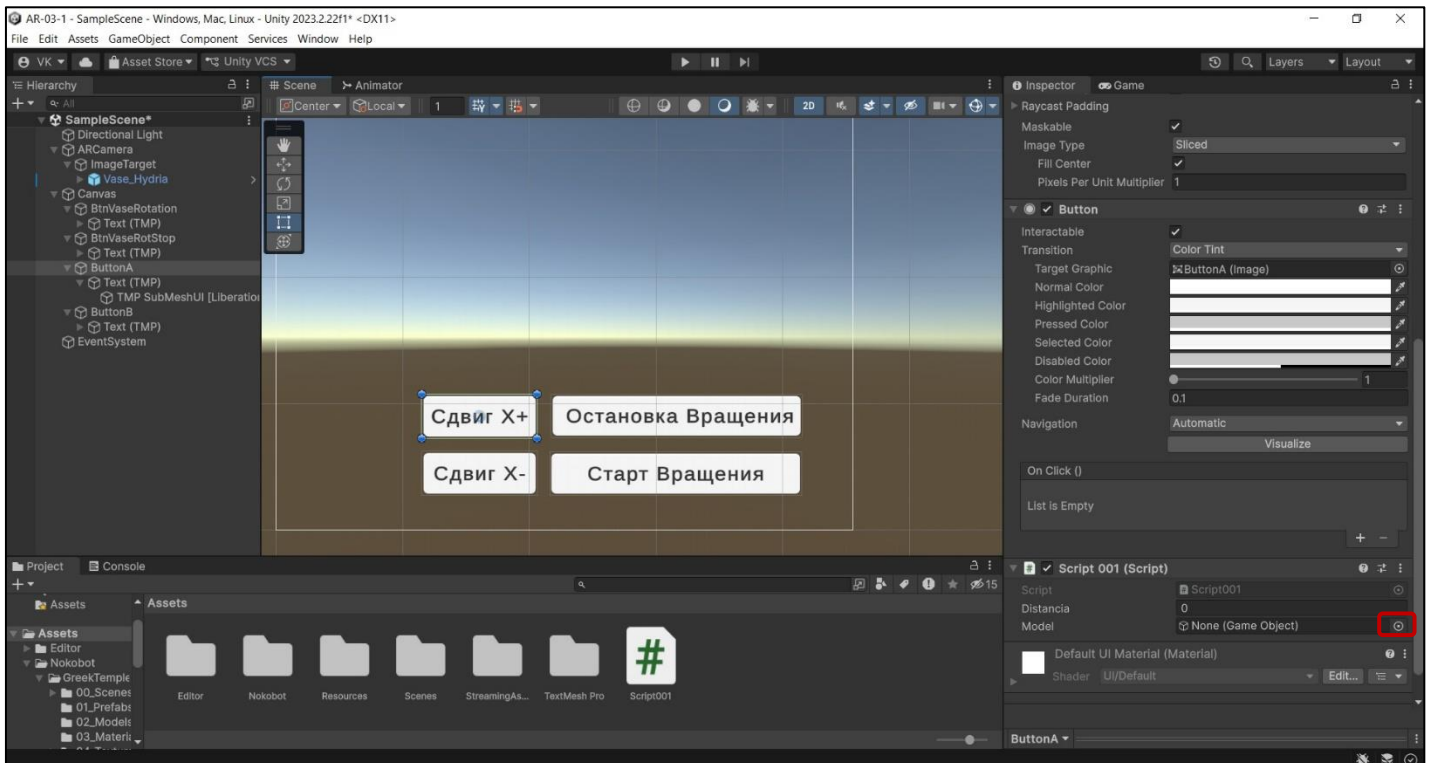 AR-03-1 - SampleScene - Windows, Mac, Linux - Unity 2023.2.22f1* <DX11>
File Edit Assets GameObject Component Services Window Help
VK Asset Store Unity VCS Layers Layout
Hierarchy
All
SampleScene*
Directional Light
ARCamera
ImageTarget
Vase_Hydria
Canvas
BtnVaseRotation
Text (TMP)
BtnVaseRotStop
Text (TMP)
ButtonA
Text (TMP)
TMP SubMeshUI [Liberation
ButtonB
Text (TMP)
EventSystem
Scene Animator
Center Local 1 2D
Сдвиг X+ Остановка Вращения
Сдвиг X- Старт Вращения
Inspector Game
Raycast Padding
Maskable
Image Type Sliced
Fill Center
Pixels Per Unit Multiplier 1
Button
Interactable
Transition Color Tint
Target Graphic ButtonA (Image)
Normal Color
Highlighted Color
Pressed Color
Selected Color
Disabled Color
Color Multiplier 1
Fade Duration 0.1
Navigation Automatic
Visualize
On Click ()
List is Empty
+ -
Script 001 (Script)
Script Script001
Distancia 0
Model None (Game Object)
Default UI Material (Material)
Shader UI/Default Edit...
ButtonA
Project Console
15
Assets
Assets
Editor
Nokobot
GreekTemple
00_Scenes
01_Prefabs
02_Models
03_Materi
Assets
Editor Nokobot Resources Scenes StreamingAs... TextMesh Pro Script001
#